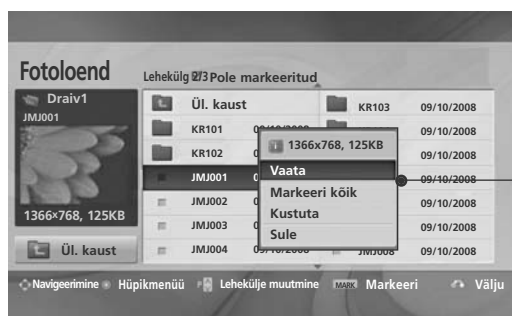 Fotoloend
Lehekülg 2/3 Pole markeeritud
Draiv1
JMJ001
1366×768, 125KB
Ül. kaust
Ül. kaust
KR101
KR102
JMJ001
JMJ002
JMJ003
JMJ004
KR103 09/10/2008
09/10/2008
09/10/2008
09/10/2008
09/10/2008
09/10/2008
JMJ008 09/10/2008
1366x768, 125KB
Vaata
Markeeri kõik
Kustuta
Sule
Navigeerimine Hüpikmenüü P Lehekülje muutmine MARK Markeeri Välju